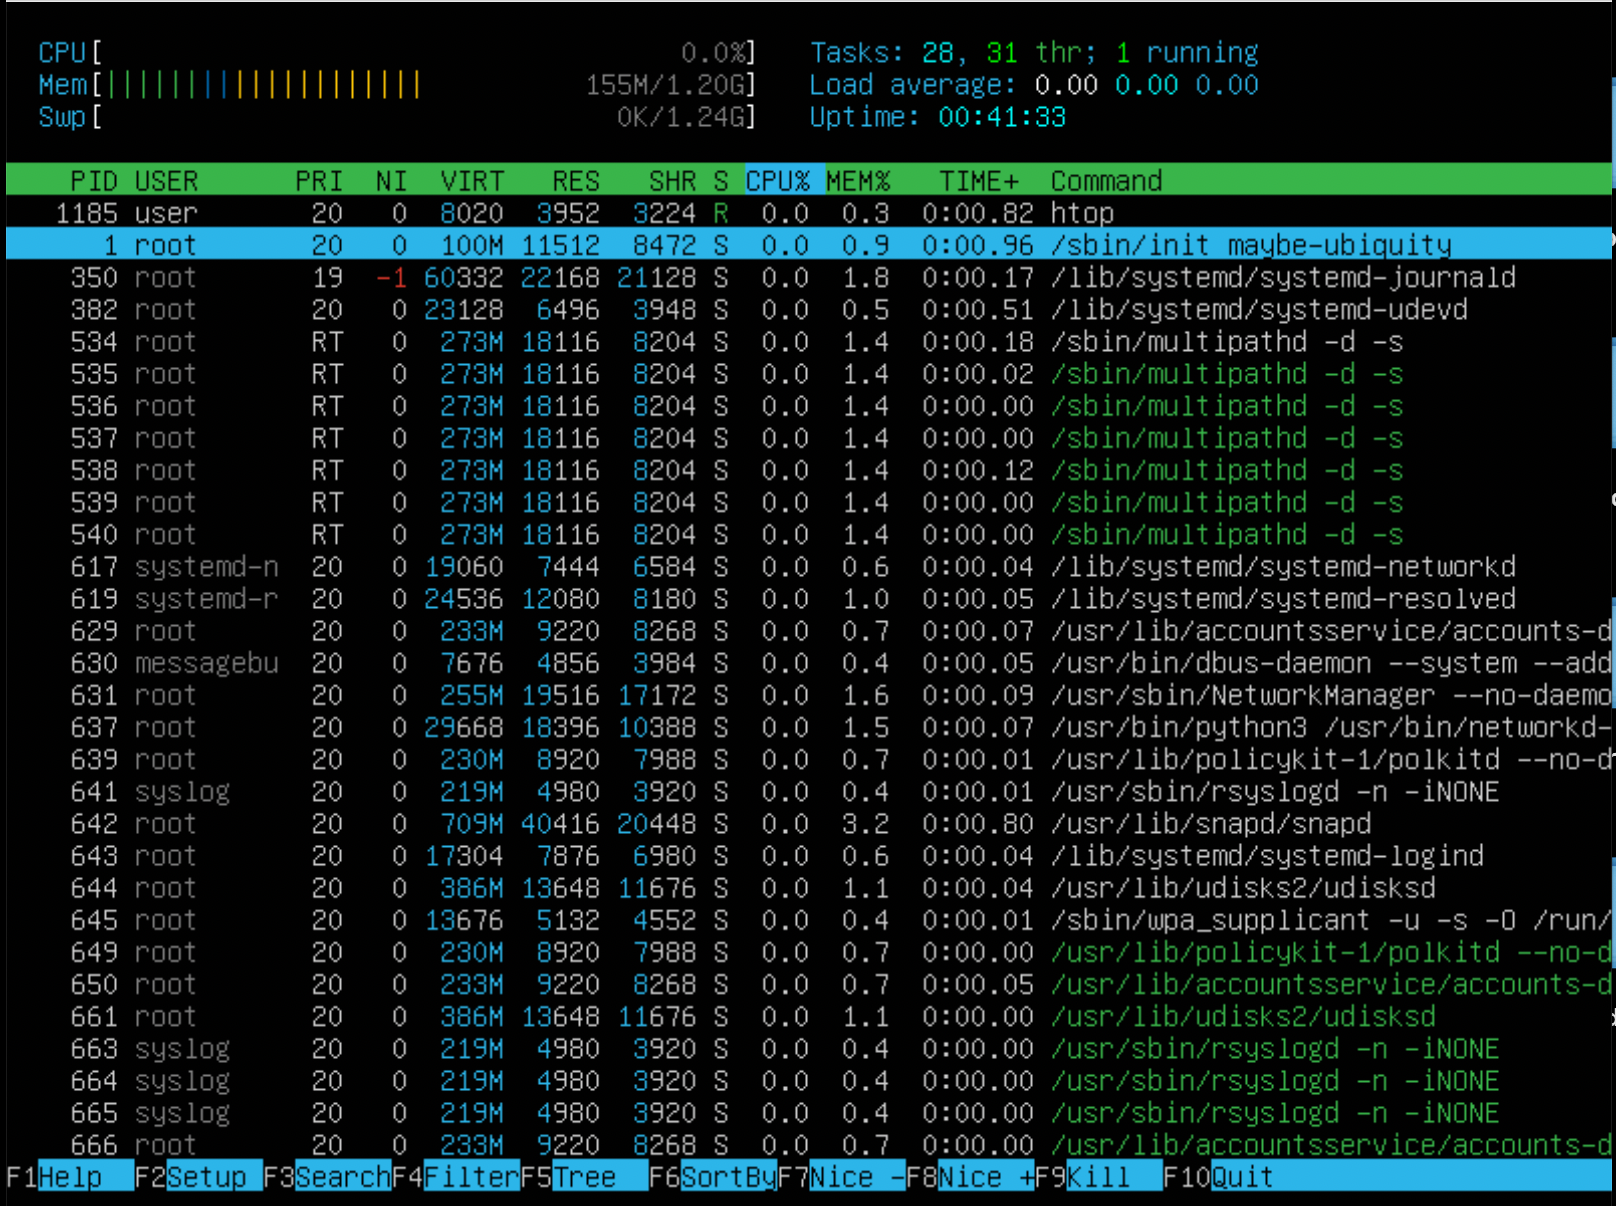 CPU[ 0.0%] Tasks: 28, 31 thr; 1 running
Mem[|||||||||||||||||||| 155M/1.20G] Load average: 0.00 0.00 0.00
Swp[ 0K/1.24G] Uptime: 00:41:33
PID USER PRI NI VIRT RES SHR S CPU% MEM% TIME+ Command
1185 user 20 0 8020 3952 3224 R 0.0 0.3 0:00.82 htop
1 root 20 0 100M 11512 8472 S 0.0 0.9 0:00.96 /sbin/init maybe-ubiquity
350 root 19 -1 60332 22168 21128 S 0.0 1.8 0:00.17 /lib/systemd/systemd-journald
382 root 20 0 23128 6496 3948 S 0.0 0.5 0:00.51 /lib/systemd/systemd-udevd
534 root RT 0 273M 18116 8204 S 0.0 1.4 0:00.18 /sbin/multipathd -d -s
535 root RT 0 273M 18116 8204 S 0.0 1.4 0:00.02 /sbin/multipathd -d -s
536 root RT 0 273M 18116 8204 S 0.0 1.4 0:00.00 /sbin/multipathd -d -s
537 root RT 0 273M 18116 8204 S 0.0 1.4 0:00.00 /sbin/multipathd -d -s
538 root RT 0 273M 18116 8204 S 0.0 1.4 0:00.12 /sbin/multipathd -d -s
539 root RT 0 273M 18116 8204 S 0.0 1.4 0:00.00 /sbin/multipathd -d -s
540 root RT 0 273M 18116 8204 S 0.0 1.4 0:00.00 /sbin/multipathd -d -s
617 systemd-n 20 0 19060 7444 6584 S 0.0 0.6 0:00.04 /lib/systemd/systemd-networkd
619 systemd-r 20 0 24536 12080 8180 S 0.0 1.0 0:00.05 /lib/systemd/systemd-resolved
629 root 20 0 233M 9220 8268 S 0.0 0.7 0:00.07 /usr/lib/accountsservice/accounts-d
630 messagebu 20 0 7676 4856 3984 S 0.0 0.4 0:00.05 /usr/bin/dbus-daemon --system --add
631 root 20 0 255M 19516 17172 S 0.0 1.6 0:00.09 /usr/sbin/NetworkManager --no-daemo
637 root 20 0 29668 18396 10388 S 0.0 1.5 0:00.07 /usr/bin/python3 /usr/bin/networkd-
639 root 20 0 230M 8920 7988 S 0.0 0.7 0:00.01 /usr/lib/policykit-1/polkitd --no-d
641 syslog 20 0 219M 4980 3920 S 0.0 0.4 0:00.01 /usr/sbin/rsyslogd -n -iNONE
642 root 20 0 709M 40416 20448 S 0.0 3.2 0:00.80 /usr/lib/snapd/snapd
643 root 20 0 17304 7876 6980 S 0.0 0.6 0:00.04 /lib/systemd/systemd-logind
644 root 20 0 386M 13648 11676 S 0.0 1.1 0:00.04 /usr/lib/udisks2/udisksd
645 root 20 0 13676 5132 4552 S 0.0 0.4 0:00.01 /sbin/wpa_supplicant -u -s -O /run/
649 root 20 0 230M 8920 7988 S 0.0 0.7 0:00.00 /usr/lib/policykit-1/polkitd --no-d
650 root 20 0 233M 9220 8268 S 0.0 0.7 0:00.05 /usr/lib/accountsservice/accounts-d
661 root 20 0 386M 13648 11676 S 0.0 1.1 0:00.00 /usr/lib/udisks2/udisksd
663 syslog 20 0 219M 4980 3920 S 0.0 0.4 0:00.00 /usr/sbin/rsyslogd -n -iNONE
664 syslog 20 0 219M 4980 3920 S 0.0 0.4 0:00.00 /usr/sbin/rsyslogd -n -iNONE
665 syslog 20 0 219M 4980 3920 S 0.0 0.4 0:00.00 /usr/sbin/rsyslogd -n -iNONE
666 root 20 0 233M 9220 8268 S 0.0 0.7 0:00.00 /usr/lib/accountsservice/accounts-d
F1Help F2Setup F3SearchF4FilterF5Tree F6SortByF7Nice -F8Nice +F9Kill F10Quit